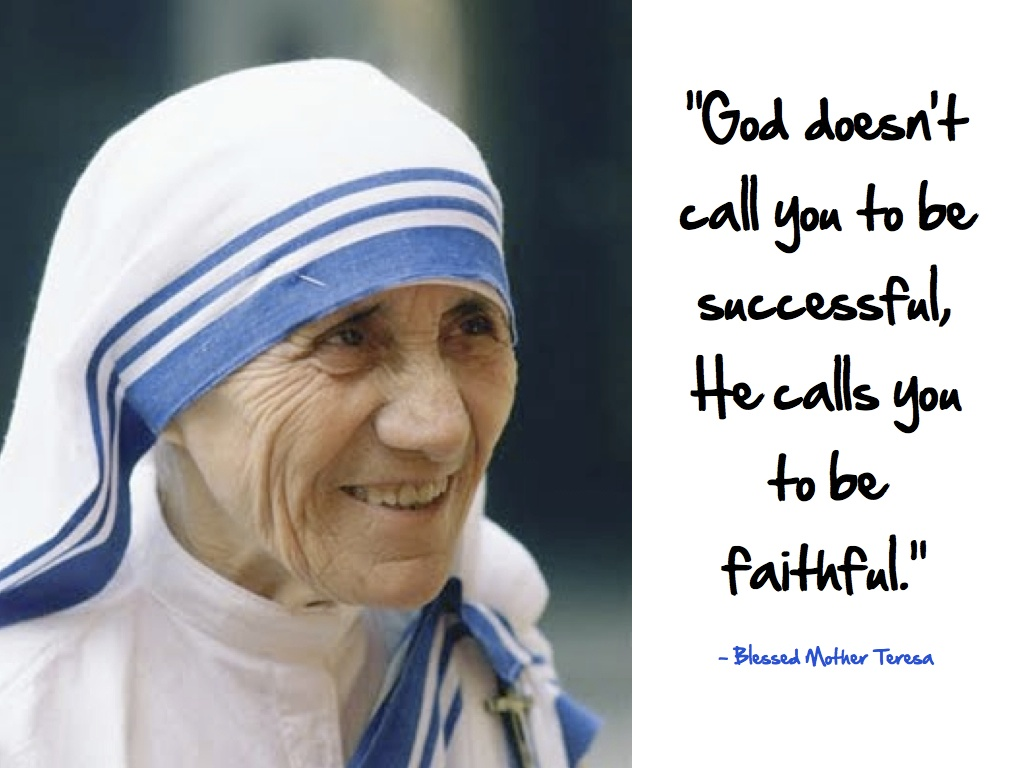 "God doesn't
call you to be
successful,
He calls you
to be
faithful."
- Blessed Mother Teresa